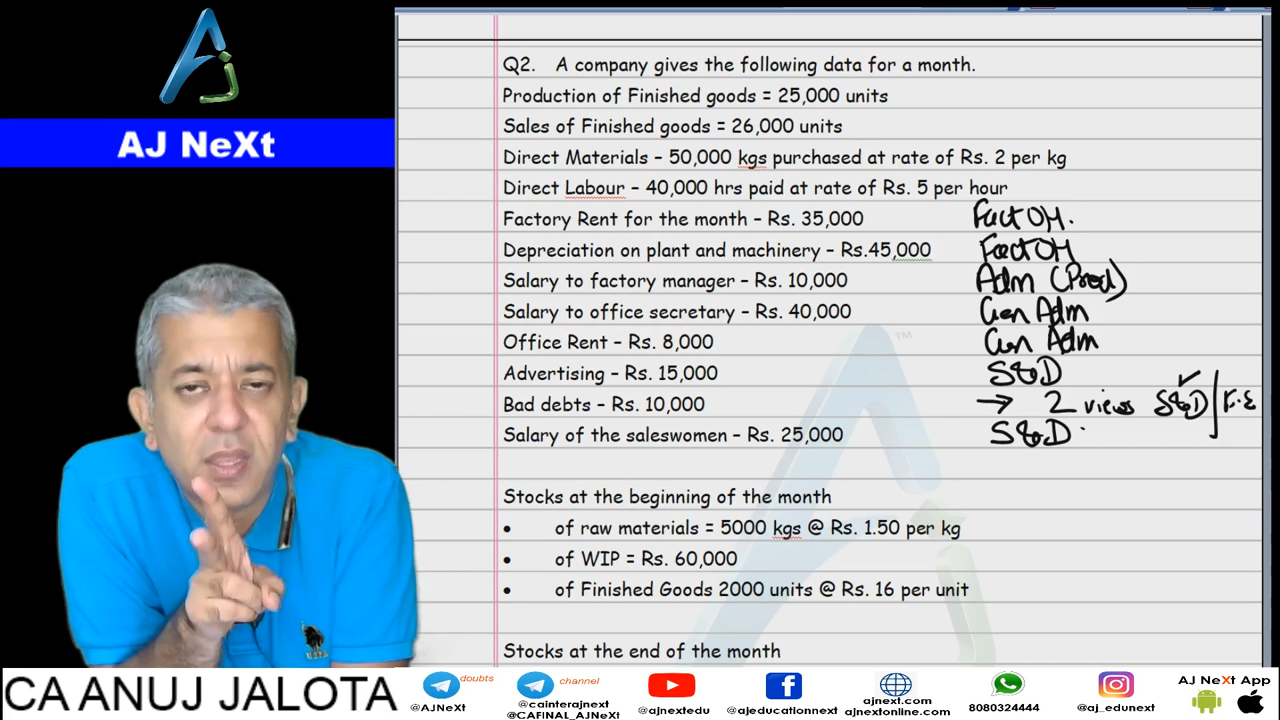 AJ NeXt
Q2. A company gives the following data for a month.
Production of Finished goods = 25,000 units
Sales of Finished goods = 26,000 units
Direct Materials – 50,000 kgs purchased at rate of Rs. 2 per kg
Direct Labour – 40,000 hrs paid at rate of Rs. 5 per hour
Factory Rent for the month – Rs. 35,000 Fact OH.
Depreciation on plant and machinery – Rs.45,000 Fact OH
Salary to factory manager – Rs. 10,000 Adm (Prod)
Salary to office secretary – Rs. 40,000 Gen Adm
Office Rent – Rs. 8,000 Gen Adm
Advertising – Rs. 15,000 S&D
Bad debts – Rs. 10,000 → 2 views S&D ✓ | F.E
Salary of the saleswomen – Rs. 25,000 S&D
Stocks at the beginning of the month
• of raw materials = 5000 kgs @ Rs. 1.50 per kg
• of WIP = Rs. 60,000
• of Finished Goods 2000 units @ Rs. 16 per unit
Stocks at the end of the month
TM
CA ANUJ JALOTA
doubts
@AJNeXt
channel
@cainterajnext
@CAFINAL_AJNeXt
@ajnextedu
@ajeducationnext
ajnext.com
ajnextonline.com
8080324444
@aj_edunext
AJ NeXt App